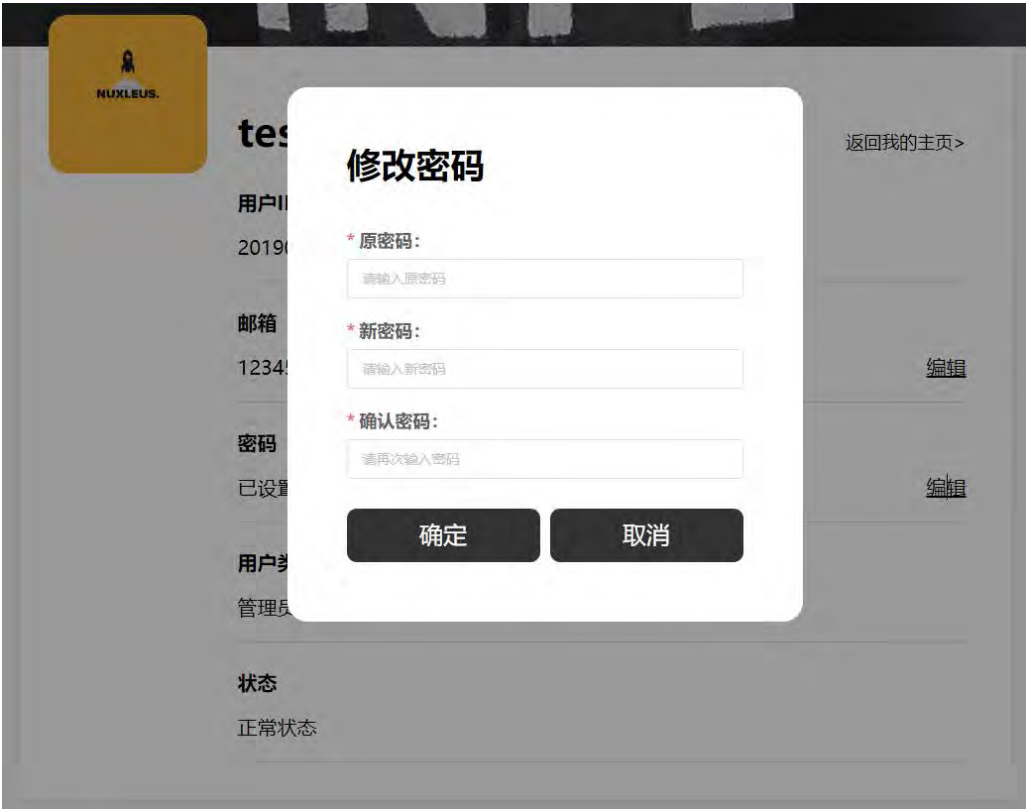 NUXLEUS.
tes
返回我的主页>
修改密码
用户I
2019
* 原密码：
请输入原密码
邮箱
* 新密码：
1234
请输入新密码
编辑
* 确认密码：
密码
请再次输入密码
已设置
编辑
确定
取消
用户类
管理员
状态
正常状态